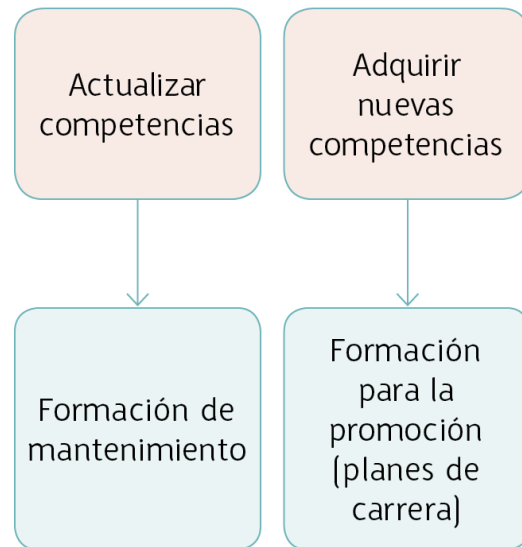 Actualizar
competencias
Adquirir
nuevas
competencias
Formación de
mantenimiento
Formación
para la
promoción
(planes de
carrera)